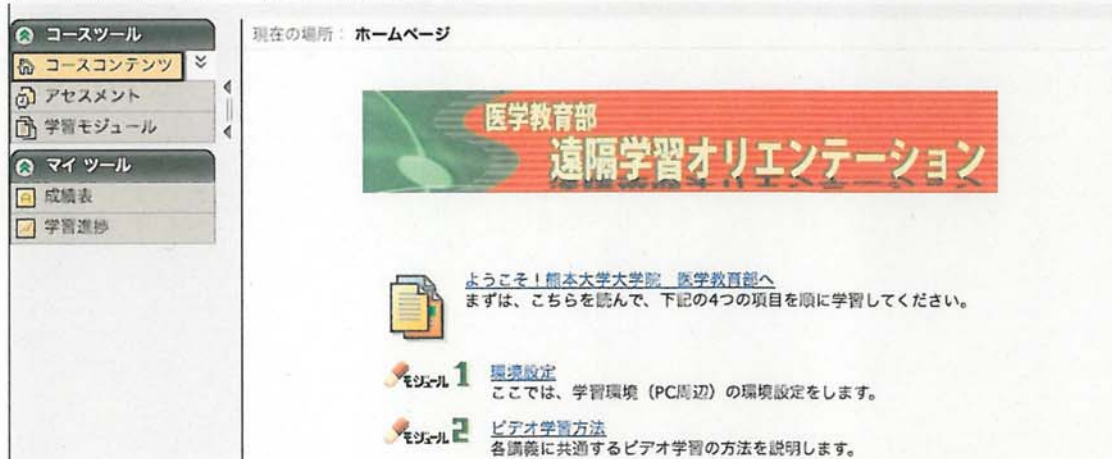 コースツール
コースコンテンツ
アセスメント
学習モジュール
マイ ツール
成績表
学習進捗
現在の場所： ホームページ
医学教育部
遠隔学習オリエンテーション
ようこそ！熊本大学大学院　医学教育部へ
まずは、こちらを読んで、下記の4つの項目を順に学習してください。
モジュール 1 環境設定
ここでは、学習環境（PC周辺）の環境設定をします。
モジュール 2 ビデオ学習方法
各講義に共通するビデオ学習の方法を説明します。